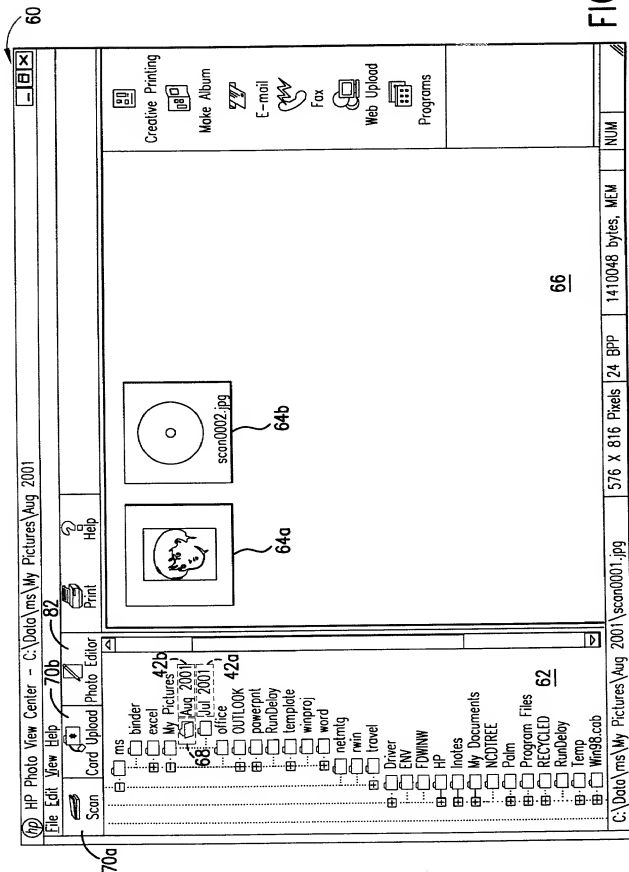 60
hp HP Photo View Center – C:\Data\ms\My Pictures\Aug 2001
File Edit View Help
70b
82
70a
Scan
Card Upload
Photo Editor
Print
Help
ms
binder
excel
My Pictures
42b
Aug 2001
68
Jul 2001
42a
office
OUTLOOK
powerpnt
RunDelay
template
winproj
word
netmtg
rwin
travel
Driver
ENV
FDWINW
HP
Inotes
My Documents
NCDTREE
Palm
Program Files
RECYCLED
RunDelay
Temp
Win98.cab
62
64a
scan0002.jpg
64b
66
Creative Printing
Make Album
E-mail
Fax
Web Upload
Programs
C:\Data\ms\My Pictures\Aug 2001\scan0001.jpg
576 X 816 Pixels
24 BPP
1410048 bytes, MEM
NUM